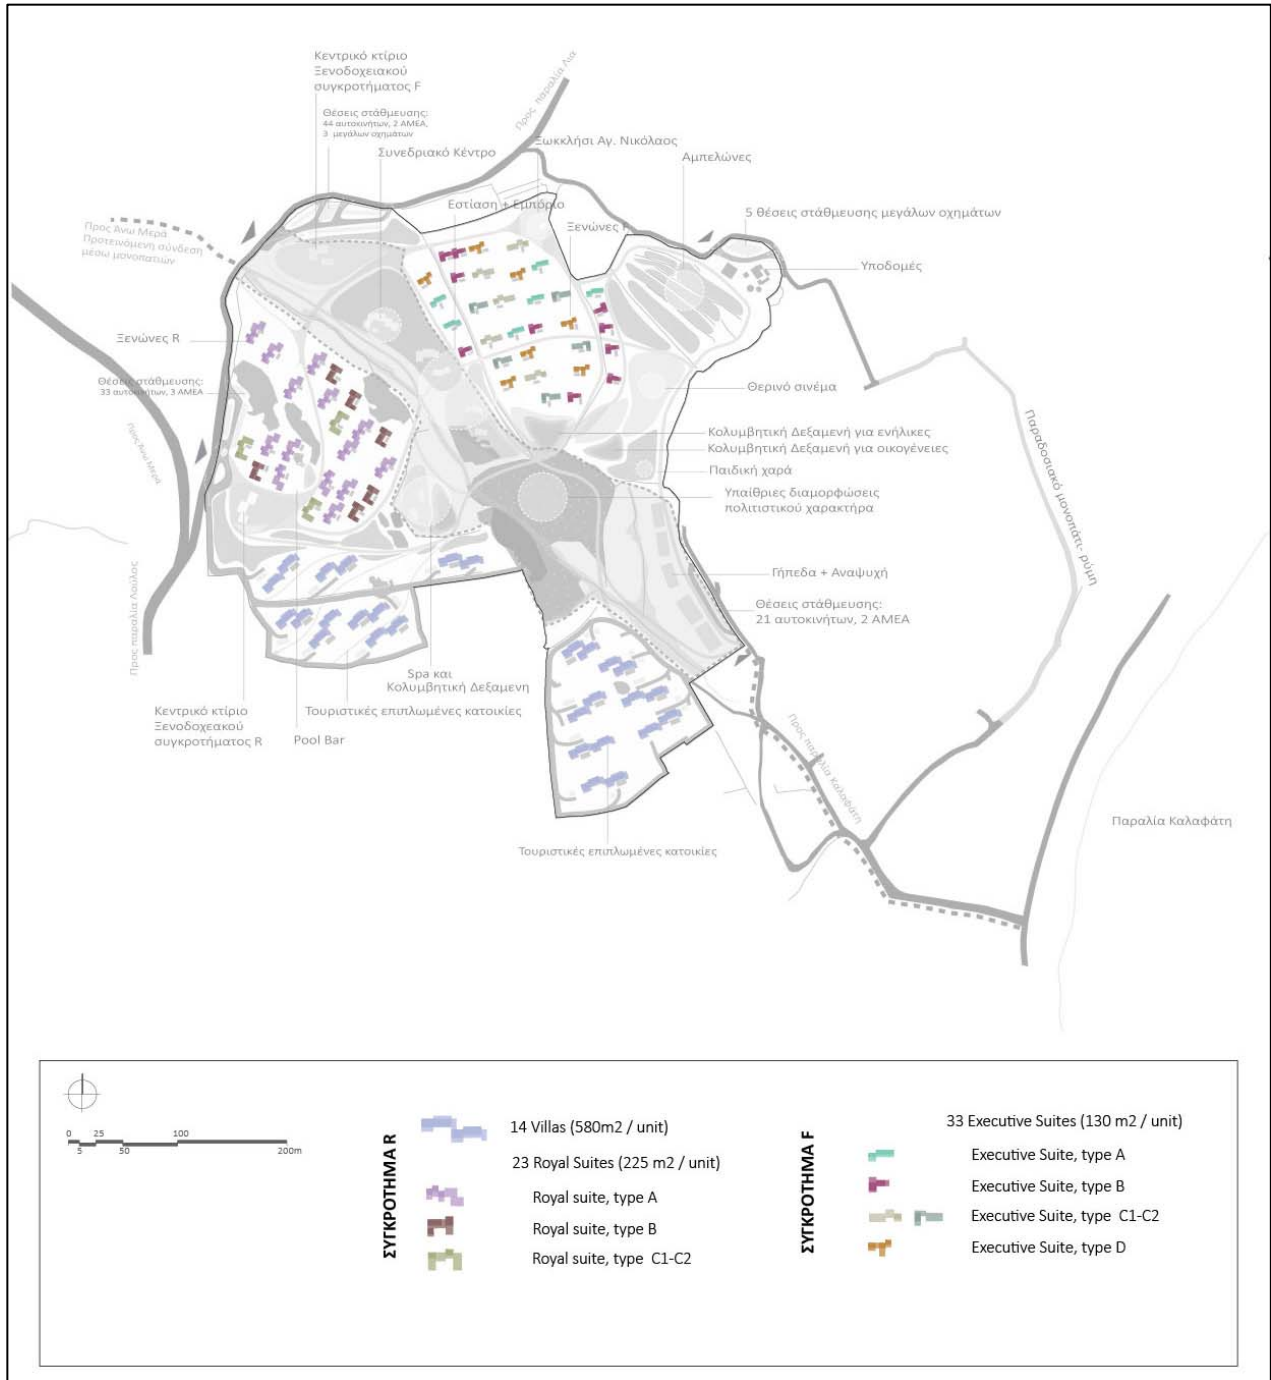 Κεντρικό κτίριο
Ξενοδοχειακού
συγκροτήματος F
Θέσεις στάθμευσης:
44 αυτοκινήτων, 2 ΑΜΕΑ,
3 μεγάλων οχημάτων
Συνεδριακό Κέντρο
Προς παραλία Λια
Ξωκκλήσι Αγ. Νικόλαος
Αμπελώνες
Εστίαση + Εμπόριο
Ξενώνες F
5 θέσεις στάθμευσης μεγάλων οχημάτων
Υποδομές
Προς Άνω Μερά
Προτεινόμενη σύνδεση
μέσω μονοπατιών
Ξενώνες R
Θέσεις στάθμευσης:
33 αυτοκινήτων, 3 ΑΜΕΑ
Προς Άνω Μερά
Θερινό σινέμα
Κολυμβητική Δεξαμενή για ενήλικες
Κολυμβητική Δεξαμενή για οικογένειες
Παιδική χαρά
Υπαίθριες διαμορφώσεις
πολιτιστικού χαρακτήρα
Παραδοσιακό μονοπάτι- ρύμη
Γήπεδα + Αναψυχή
Θέσεις στάθμευσης:
21 αυτοκινήτων, 2 ΑΜΕΑ
Προς παραλία Λούλος
Spa και
Κολυμβητική Δεξαμενη
Κεντρικό κτίριο
Ξενοδοχεακού
συγκροτήματος R
Τουριστικές επιπλωμένες κατοικίες
Pool Bar
Προς παραλία Καλαφάτη
Παραλία Καλαφάτη
Τουριστικές επιπλωμένες κατοικίες
0 25 100
5 50 200m
ΣΥΓΚΡΟΤΗΜΑ R
14 Villas (580m2 / unit)
23 Royal Suites (225 m2 / unit)
Royal suite, type A
Royal suite, type B
Royal suite, type C1-C2
ΣΥΓΚΡΟΤΗΜΑ F
33 Executive Suites (130 m2 / unit)
Executive Suite, type A
Executive Suite, type B
Executive Suite, type C1-C2
Executive Suite, type D